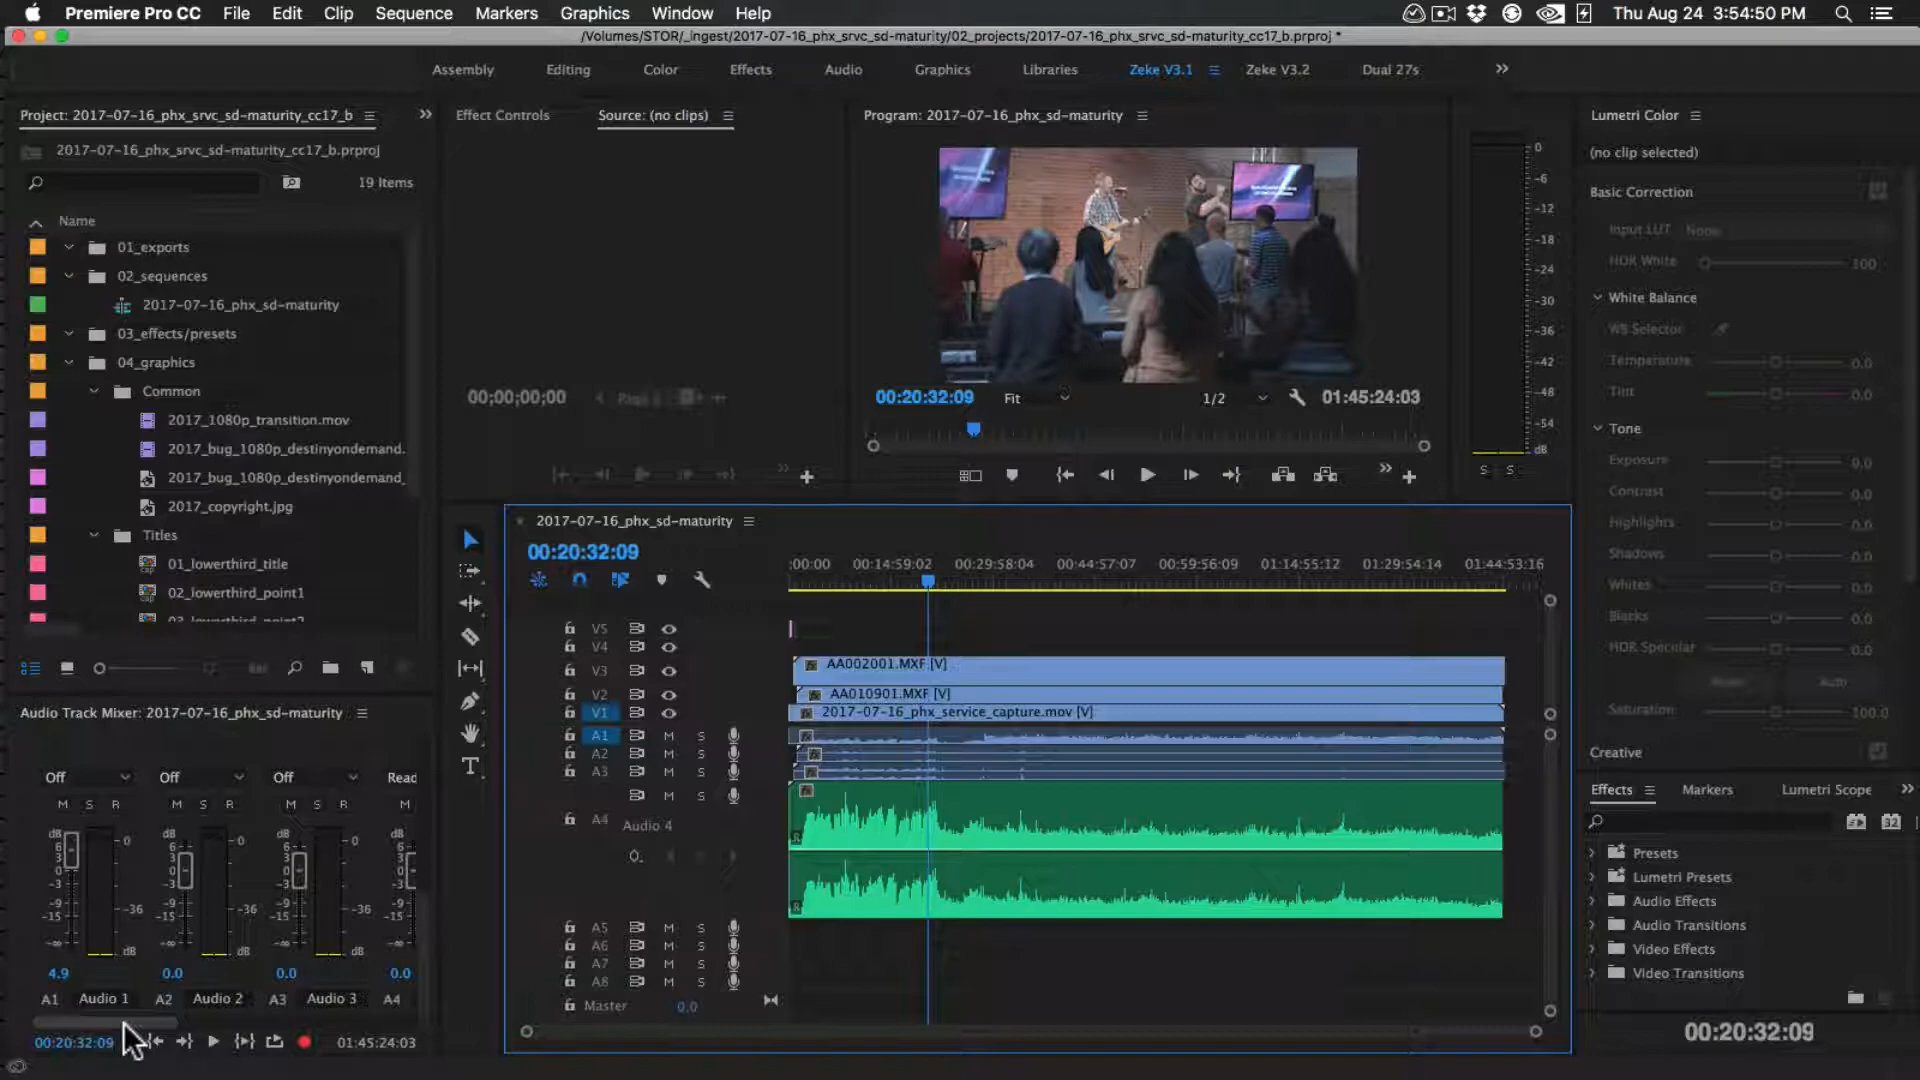 Premiere Pro CC File Edit Clip Sequence Markers Graphics Window Help Thu Aug 24 3:54:50 PM
/Volumes/STOR/_ingest/2017-07-16_phx_srvc_sd-maturity/02_projects/2017-07-16_phx_srvc_sd-maturity_cc17_b.prproj *
Assembly Editing Color Effects Audio Graphics Libraries Zeke V3.1 Zeke V3.2 Dual 27s
Project: 2017-07-16_phx_srvc_sd-maturity_cc17_b
2017-07-16_phx_srvc_sd-maturity_cc17_b.prproj
19 Items
Name
01_exports
02_sequences
2017-07-16_phx_sd-maturity
03_effects/presets
04_graphics
Common
2017_1080p_transition.mov
2017_bug_1080p_destinyondemand.
2017_bug_1080p_destinyondemand_
2017_copyright.jpg
Titles
01_lowerthird_title
02_lowerthird_point1
Effect Controls Source: (no clips)
00;00;00;00
Program: 2017-07-16_phx_sd-maturity
00:20:32:09 Fit 1/2 01:45:24:03
0
-6
-12
-18
-24
-30
-36
-42
-48
-54
dB
S S
Lumetri Color
(no clip selected)
Basic Correction
Input LUT None
HDR White 100
White Balance
WB Selector
Temperature 0.0
Tint 0.0
Tone
Exposure 0.0
Contrast 0.0
Highlights 0.0
Shadows 0.0
Whites 0.0
Blacks 0.0
HDR Specular 0.0
Reset Auto
Saturation 100.0
Creative
2017-07-16_phx_sd-maturity
00:20:32:09
:00:00 00:14:59:02 00:29:58:04 00:44:57:07 00:59:56:09 01:14:55:12 01:29:54:14 01:44:53:16
V5
V4
V3 AA002001.MXF [V]
V2 AA010901.MXF [V]
V1 2017-07-16_phx_service_capture.mov [V]
A1 M S
A2 M S
A3 M S
M S
A4 Audio 4
A5 M S
A6 M S
A7 M S
A8 M S
Master 0.0
Audio Track Mixer: 2017-07-16_phx_sd-maturity
Off Off Off Read
M S R M S R M S R M
4.9 0.0 0.0 0.0
A1 Audio 1 A2 Audio 2 A3 Audio 3 A4
00:20:32:09 01:45:24:03
Effects Markers Lumetri Scope
32
Presets
Lumetri Presets
Audio Effects
Audio Transitions
Video Effects
Video Transitions
00:20:32:09